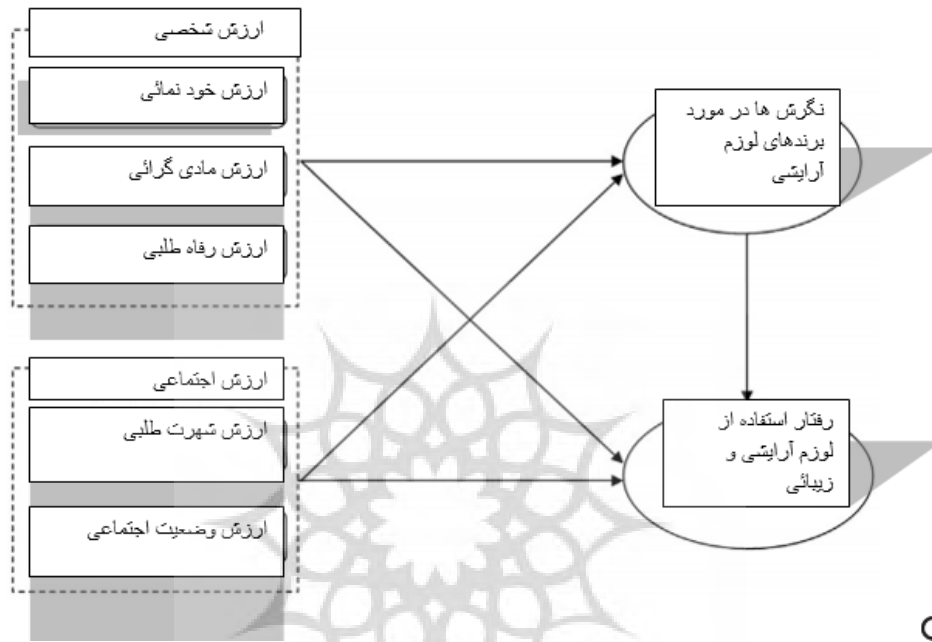 ارزش شخصی
ارزش خود نمائی
ارزش مادی گرائی
ارزش رفاه طلبی
ارزش اجتماعی
ارزش شهرت طلبی
ارزش وضعیت اجتماعی
نگرش ها در مورد
برندهای لوزم
آرایشی
رفتار استفاده از
لوزم آرایشی و
زیبائی